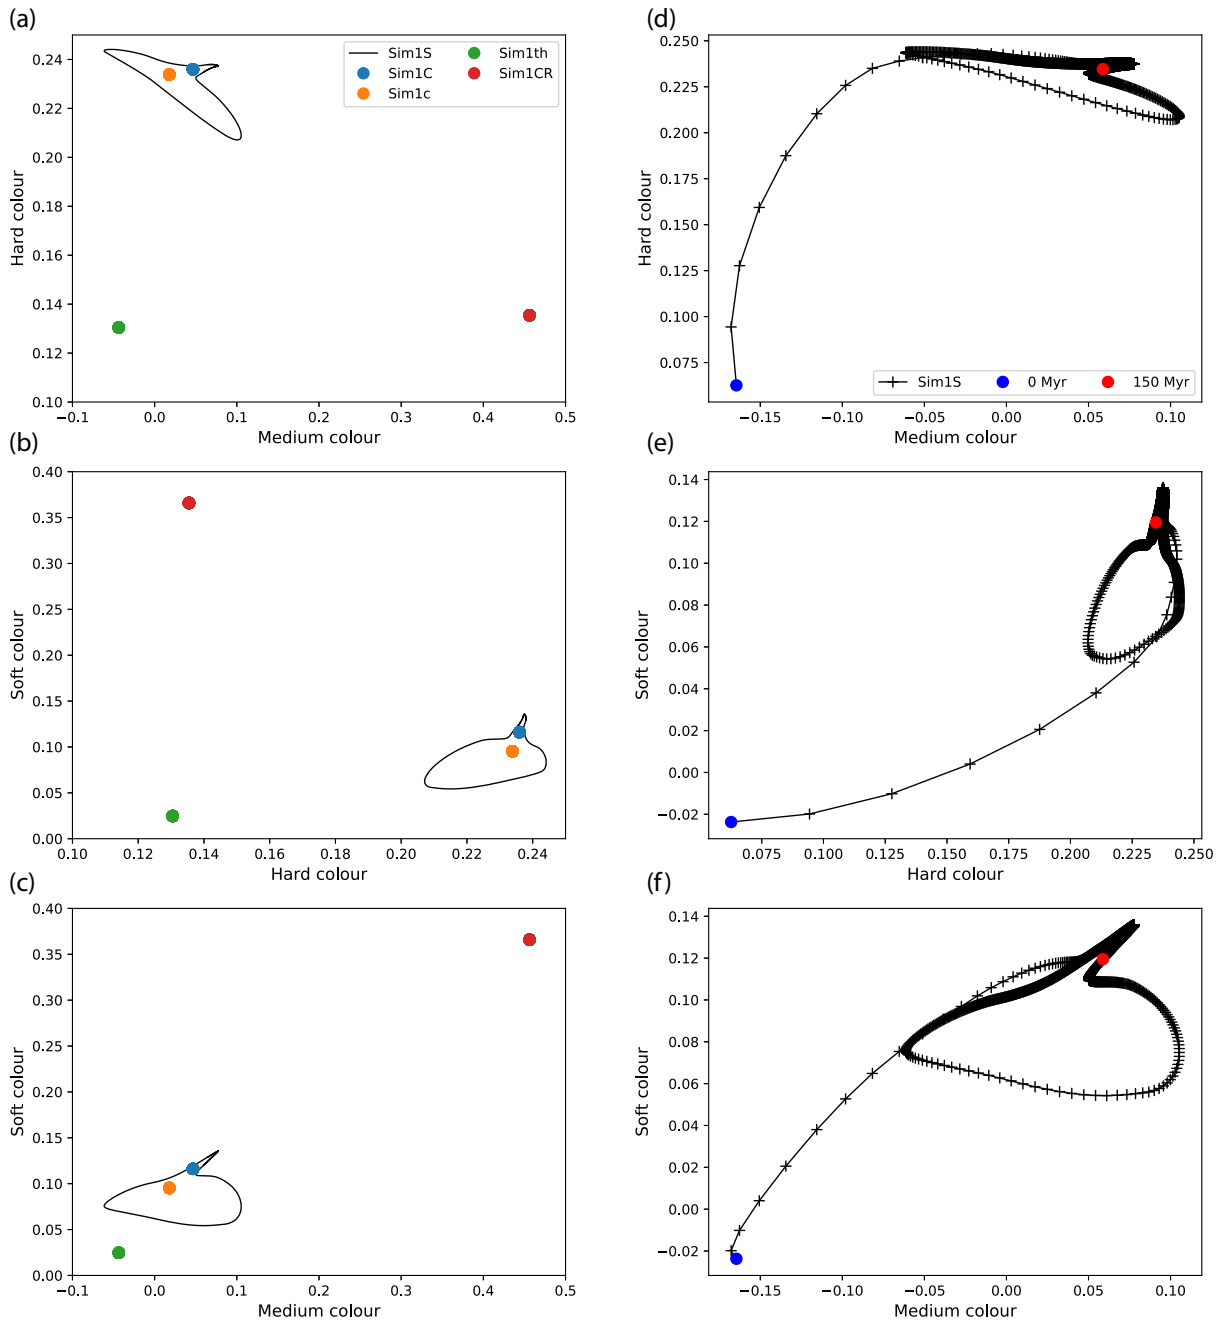 (a)
0.24
0.22
0.20
0.18
0.16
0.14
0.12
0.10
Hard colour
−0.1 0.0 0.1 0.2 0.3 0.4 0.5
Medium colour
Sim1S
Sim1C
Sim1c
Sim1th
Sim1CR
(d)
0.250
0.225
0.200
0.175
0.150
0.125
0.100
0.075
Hard colour
−0.15 −0.10 −0.05 0.00 0.05 0.10
Medium colour
Sim1S 0 Myr 150 Myr
(b)
0.40
0.35
0.30
0.25
0.20
0.15
0.10
0.05
0.00
Soft colour
0.10 0.12 0.14 0.16 0.18 0.20 0.22 0.24
Hard colour
(e)
0.14
0.12
0.10
0.08
0.06
0.04
0.02
0.00
−0.02
Soft colour
0.075 0.100 0.125 0.150 0.175 0.200 0.225 0.250
Hard colour
(c)
0.40
0.35
0.30
0.25
0.20
0.15
0.10
0.05
0.00
Soft colour
−0.1 0.0 0.1 0.2 0.3 0.4 0.5
Medium colour
(f)
0.14
0.12
0.10
0.08
0.06
0.04
0.02
0.00
−0.02
Soft colour
−0.15 −0.10 −0.05 0.00 0.05 0.10
Medium colour